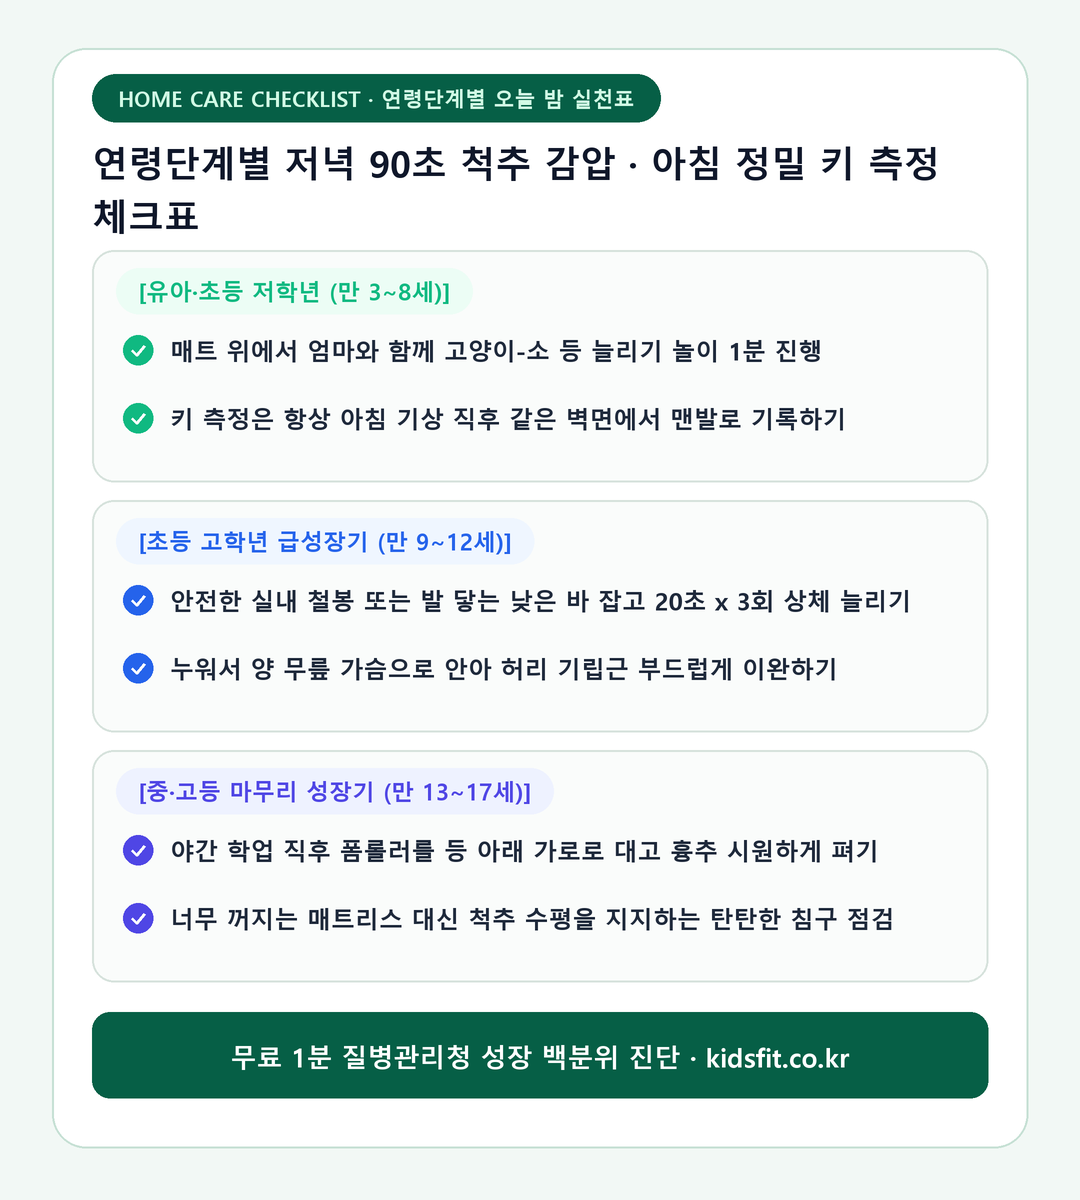 HOME CARE CHECKLIST · 연령단계별 오늘 밤 실천표
연령단계별 저녁 90초 척추 감압 · 아침 정밀 키 측정
체크표
[유아·초등 저학년 (만 3~8세)]
매트 위에서 엄마와 함께 고양이-소 등 늘리기 놀이 1분 진행
키 측정은 항상 아침 기상 직후 같은 벽면에서 맨발로 기록하기
[초등 고학년 급성장기 (만 9~12세)]
안전한 실내 철봉 또는 발 닿는 낮은 바 잡고 20초 x 3회 상체 늘리기
누워서 양 무릎 가슴으로 안아 허리 기립근 부드럽게 이완하기
[중·고등 마무리 성장기 (만 13~17세)]
야간 학업 직후 폼롤러를 등 아래 가로로 대고 흉추 시원하게 펴기
너무 꺼지는 매트리스 대신 척추 수평을 지지하는 탄탄한 침구 점검
무료 1분 질병관리청 성장 백분위 진단 · kidsfit.co.kr